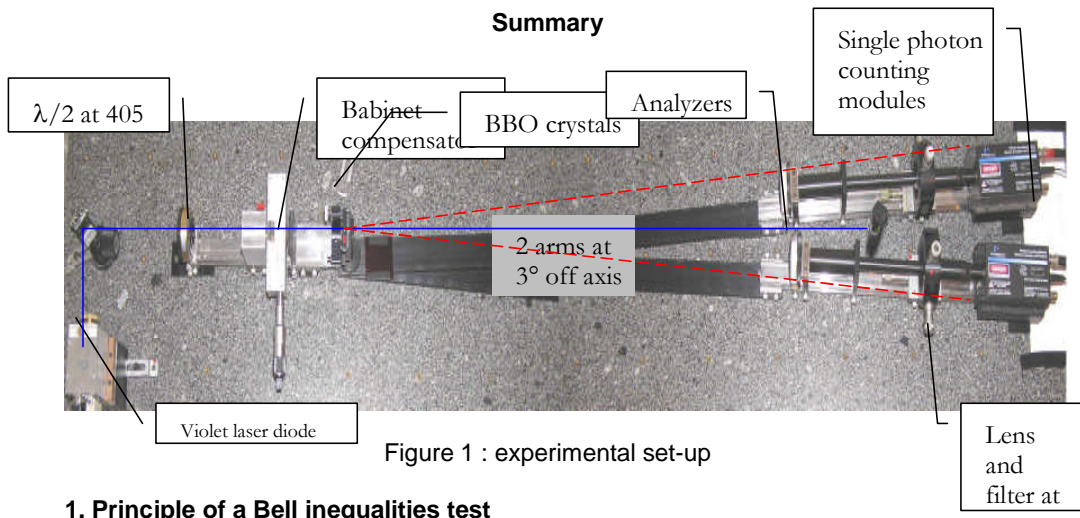 Summary
Single photon
counting
modules
λ/2 at 405
Babinet
compensator
BBO crystals
Analyzers
2 arms at
3° off axis
Violet laser diode
Lens
and
filter at
Figure 1 : experimental set-up
1. Principle of a Bell inequalities test